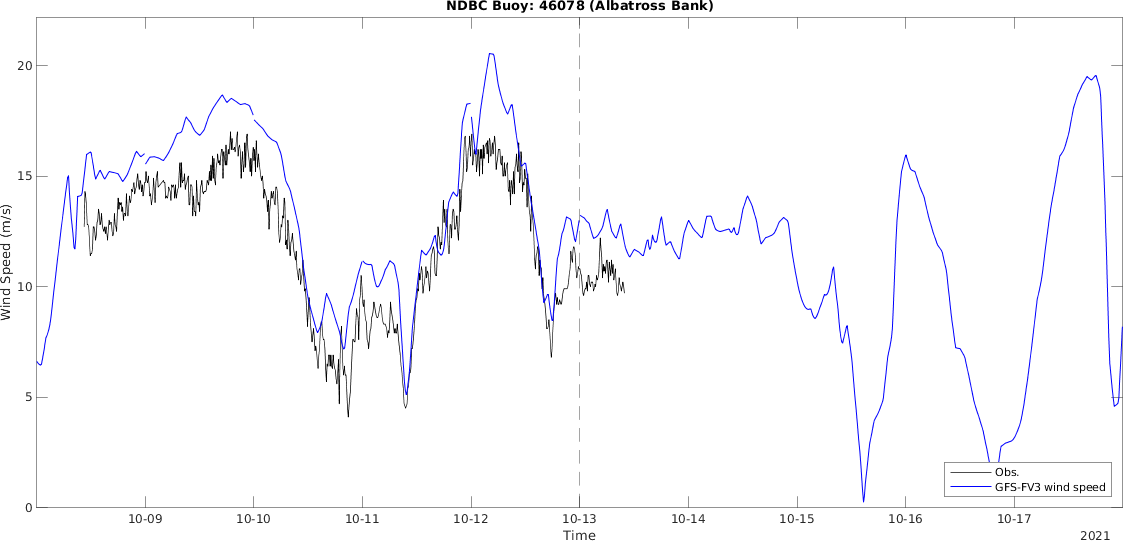 NDBC Buoy: 46078 (Albatross Bank)
Wind Speed (m/s)
20
15
10
5
0
10-09 10-10 10-11 10-12 10-13 10-14 10-15 10-16 10-17
Time
2021
Obs.
GFS-FV3 wind speed